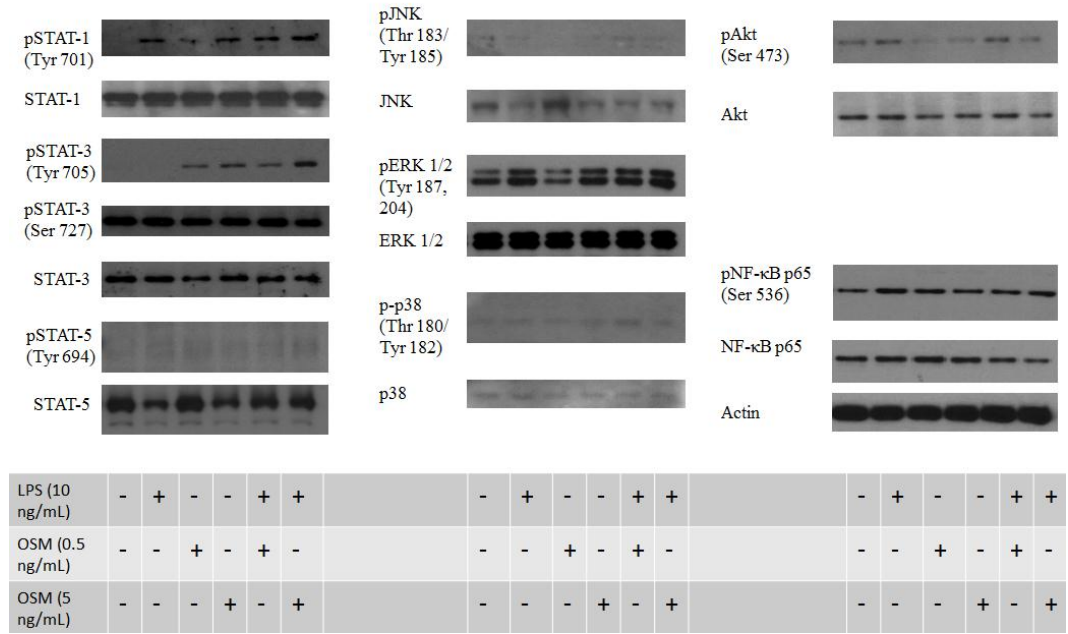 pSTAT-1
(Tyr 701)
STAT-1
pSTAT-3
(Tyr 705)
pSTAT-3
(Ser 727)
STAT-3
pSTAT-5
(Tyr 694)
STAT-5
pJNK
(Thr 183/
Tyr 185)
JNK
pERK 1/2
(Tyr 187,
204)
ERK 1/2
p-p38
(Thr 180/
Tyr 182)
p38
pAkt
(Ser 473)
Akt
pNF-κB p65
(Ser 536)
NF-κB p65
Actin
LPS (10
ng/mL) - + - - + + - + - - + + - + - - + +
OSM (0.5
ng/mL) - - + - + - - - + - + - - - + - + -
OSM (5
ng/mL) - - - + - + - - - + - + - - - + - +